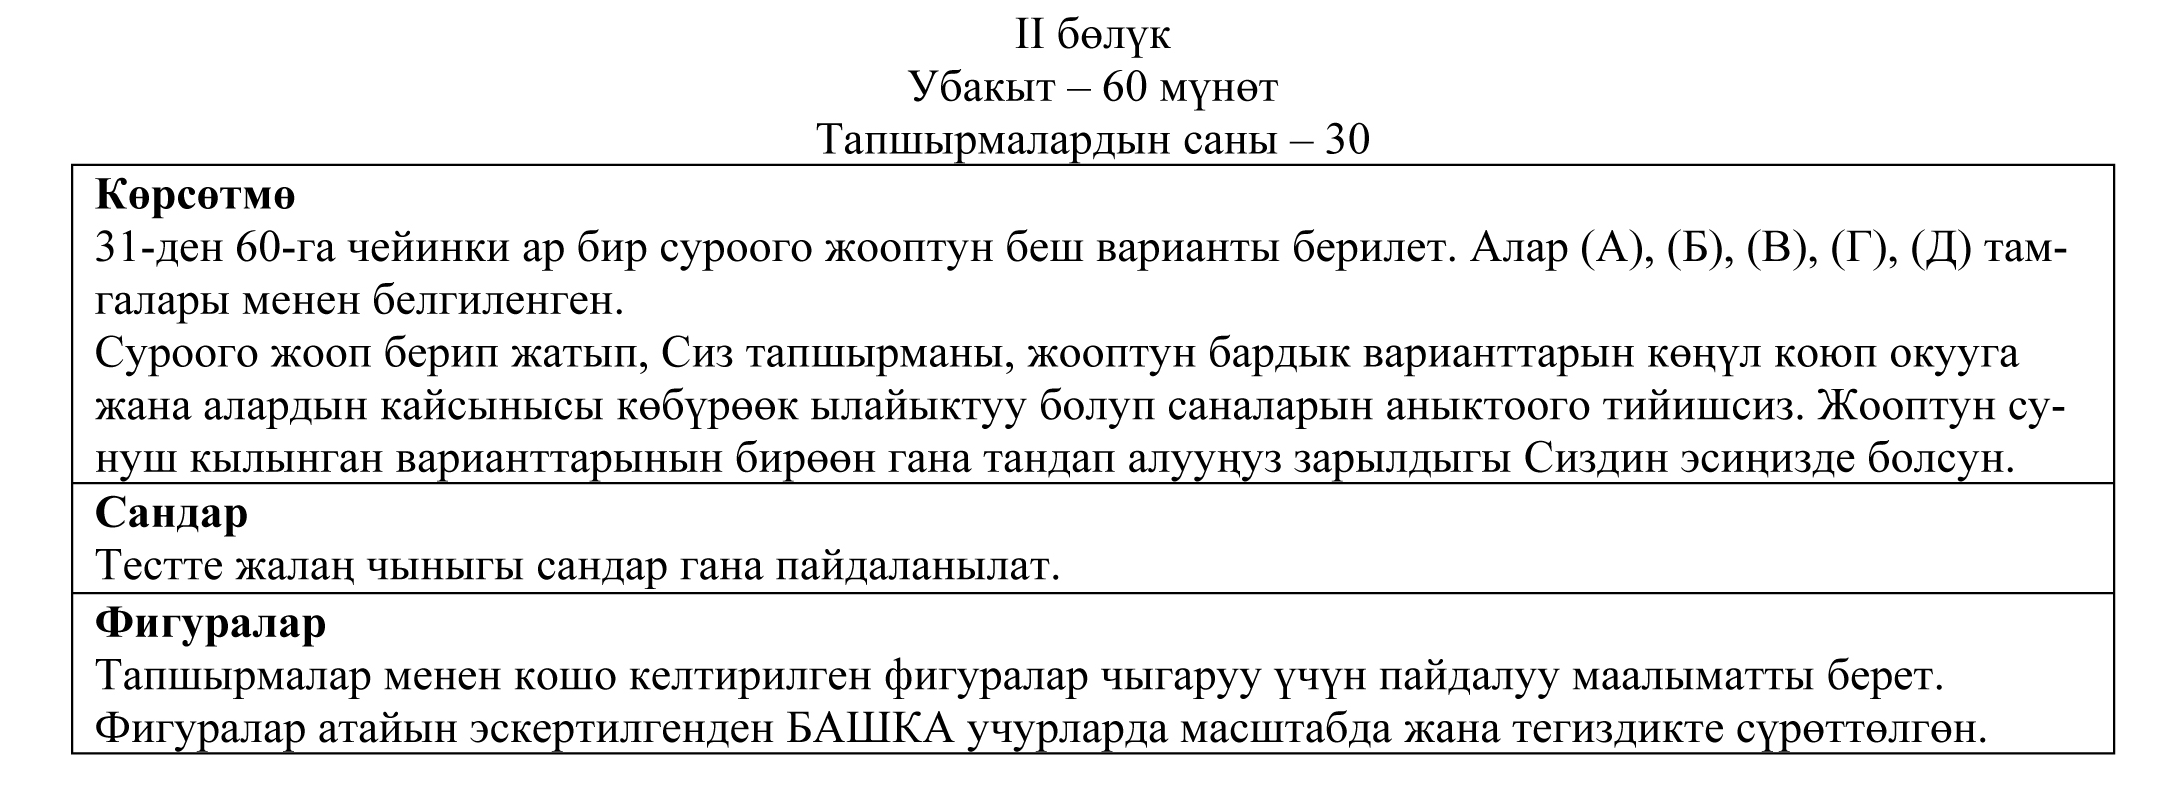 II бөлүк
Убакыт – 60 мүнөт
Тапшырмалардын саны – 30
Көрсөтмө
31-ден 60-га чейинки ар бир суроого жооптун беш варианты берилет. Алар (А), (Б), (В), (Г), (Д) там-
галары менен белгиленген.
Суроого жооп берип жатып, Сиз тапшырманы, жооптун бардык варианттарын көңүл коюп окууга
жана алардын кайсынысы көбүрөөк ылайыктуу болуп саналарын аныктоого тийишсиз. Жооптун су-
нуш кылынган варианттарынын бирөөн гана тандап алууңуз зарылдыгы Сиздин эсиңизде болсун.
Сандар
Тестте жалаң чыныгы сандар гана пайдаланылат.
Фигуралар
Тапшырмалар менен кошо келтирилген фигуралар чыгаруу үчүн пайдалуу маалыматты берет.
Фигуралар атайын эскертилгенден БАШКА учурларда масштабда жана тегиздикте сүрөттөлгөн.